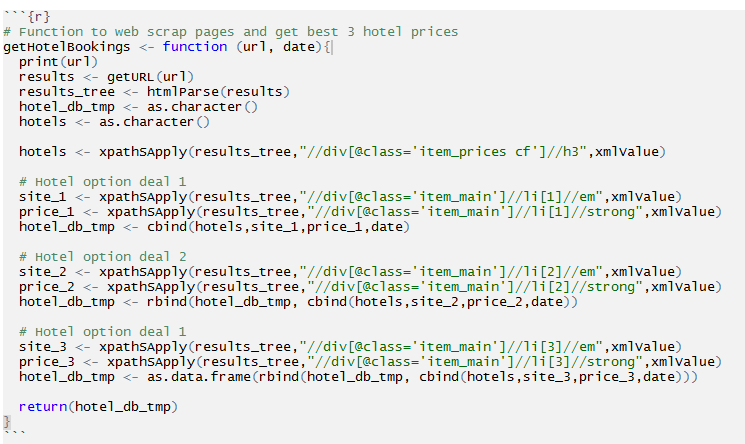 ```{r}
# Function to web scrap pages and get best 3 hotel prices
getHotelBookings <- function (url, date){
  print(url)
  results <- getURL(url)
  results_tree <- htmlParse(results)
  hotel_db_tmp <- as.character()
  hotels <- as.character()

  hotels <- xpathSApply(results_tree,"//div[@class='item_prices cf']//h3",xmlValue)

  # Hotel option deal 1
  site_1 <- xpathSApply(results_tree,"//div[@class='item_main']//li[1]//em",xmlValue)
  price_1 <- xpathSApply(results_tree,"//div[@class='item_main']//li[1]//strong",xmlValue)
  hotel_db_tmp <- cbind(hotels,site_1,price_1,date)

  # Hotel option deal 2
  site_2 <- xpathSApply(results_tree,"//div[@class='item_main']//li[2]//em",xmlValue)
  price_2 <- xpathSApply(results_tree,"//div[@class='item_main']//li[2]//strong",xmlValue)
  hotel_db_tmp <- rbind(hotel_db_tmp, cbind(hotels,site_2,price_2,date))

  # Hotel option deal 1
  site_3 <- xpathSApply(results_tree,"//div[@class='item_main']//li[3]//em",xmlValue)
  price_3 <- xpathSApply(results_tree,"//div[@class='item_main']//li[3]//strong",xmlValue)
  hotel_db_tmp <- as.data.frame(rbind(hotel_db_tmp, cbind(hotels,site_3,price_3,date)))

  return(hotel_db_tmp)
}
```